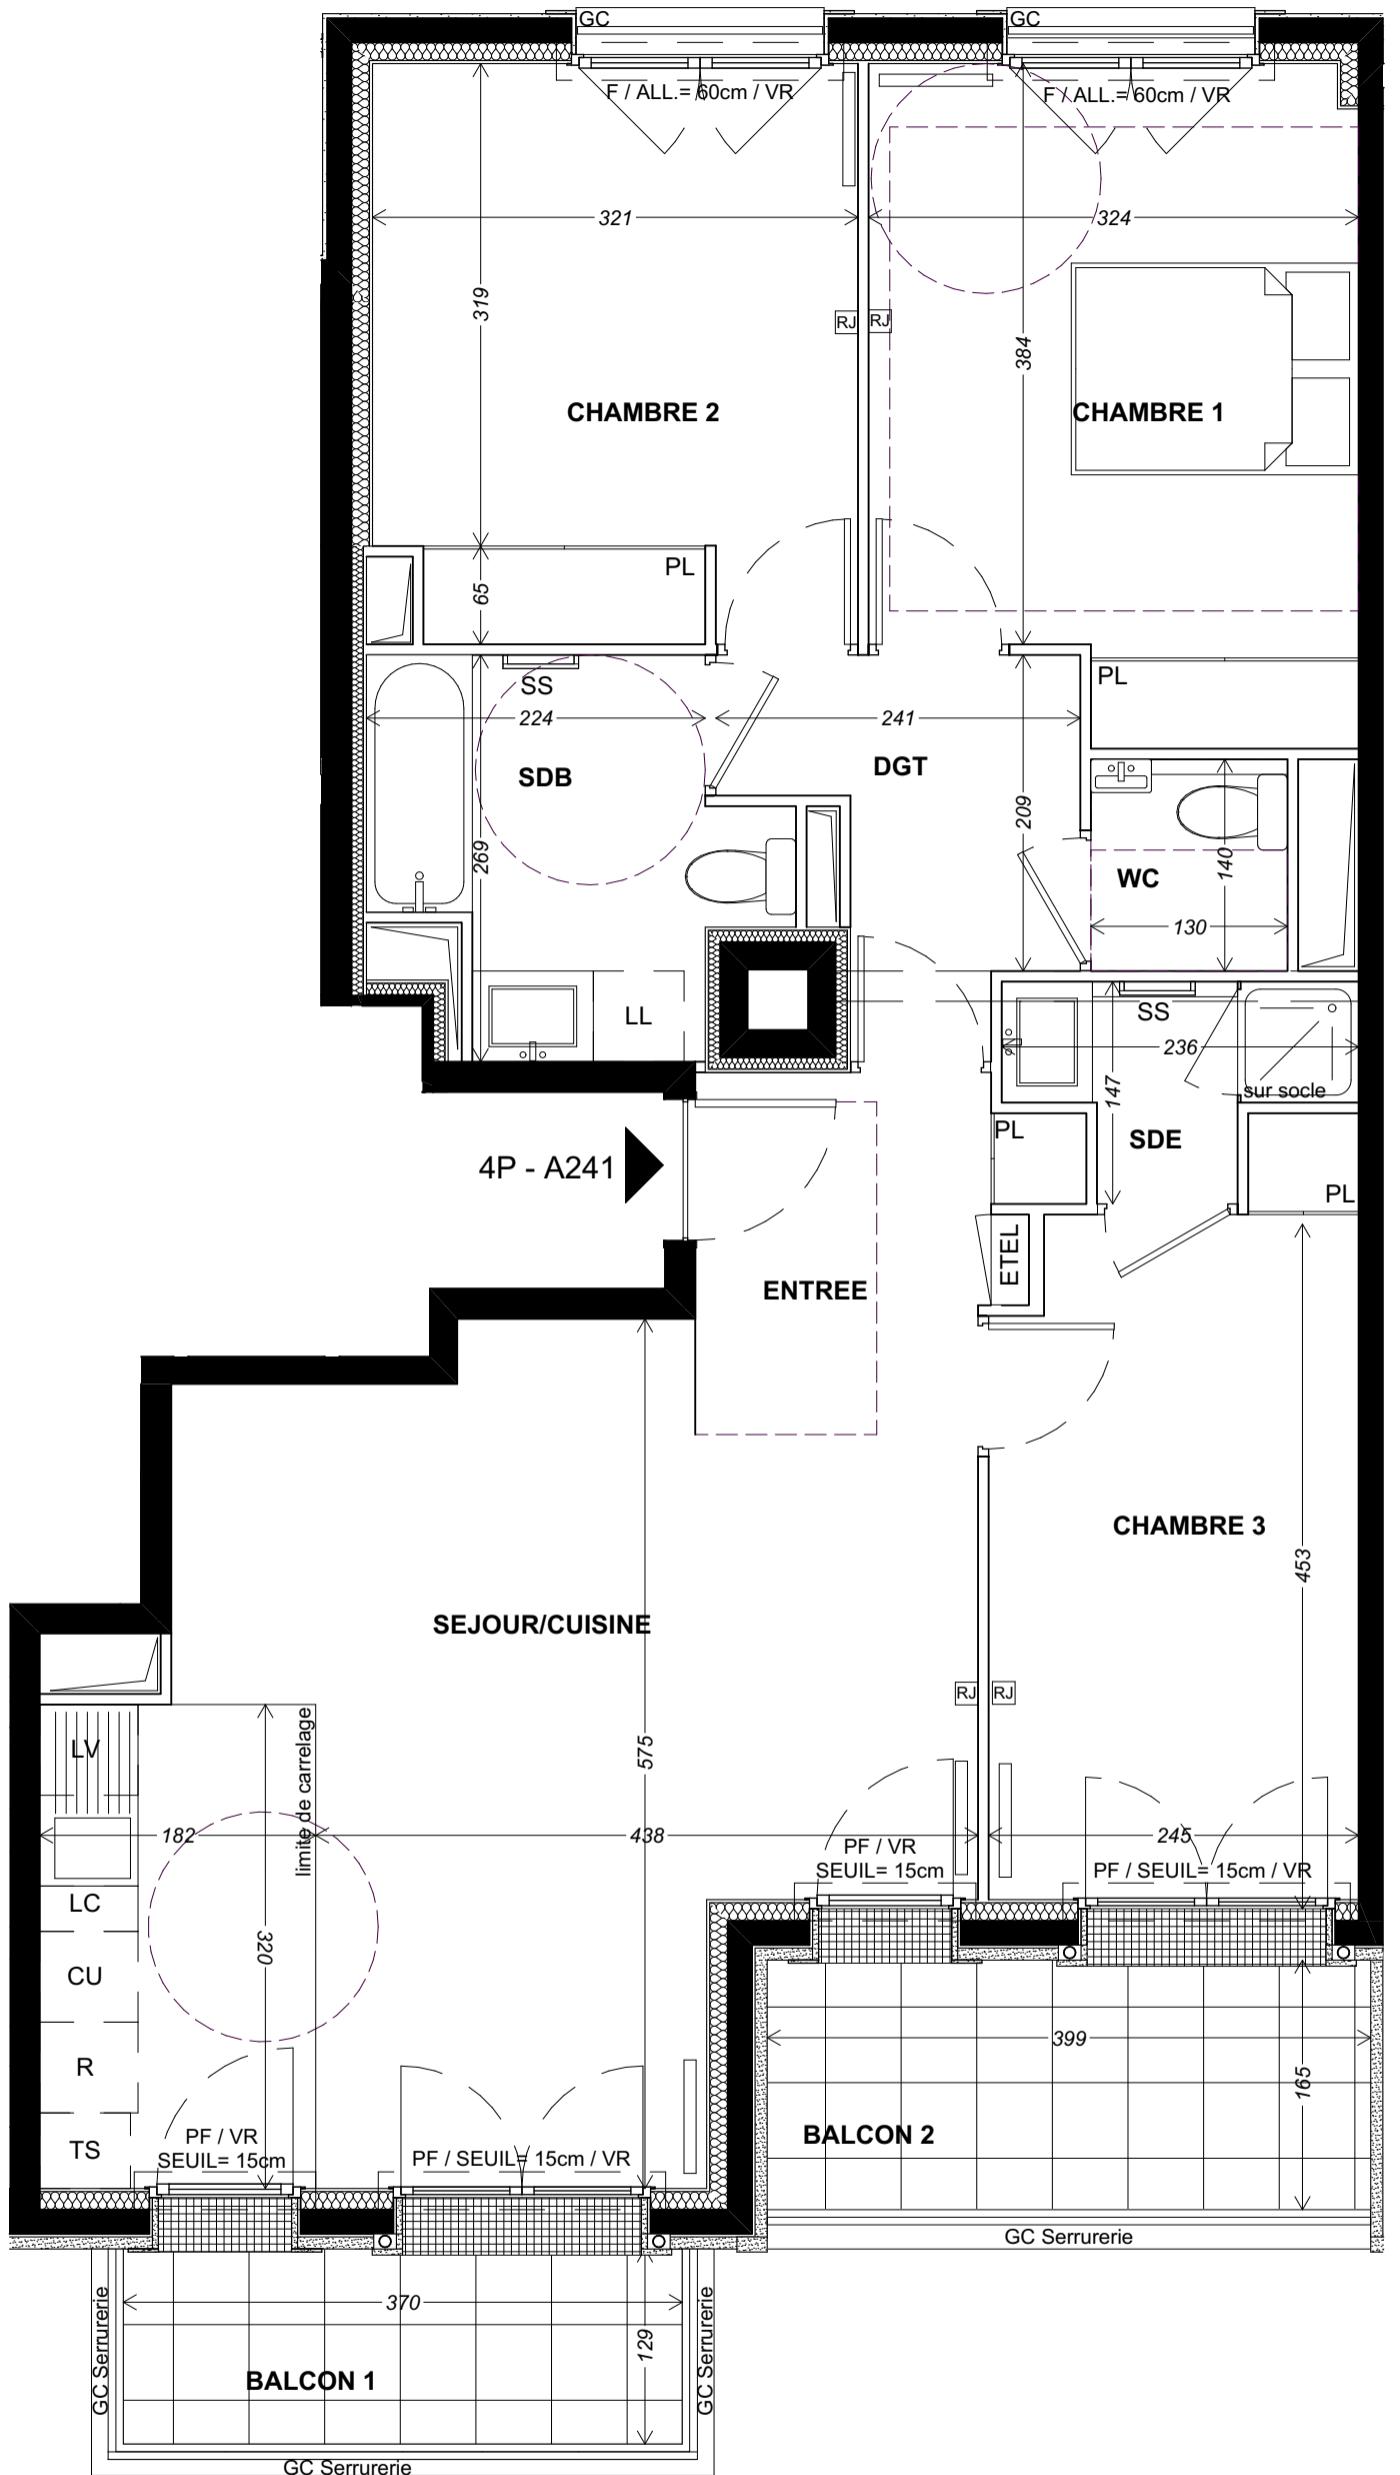 GC
GC
F / ALL.= 60cm / VR
F / ALL.= 60cm / VR
321
324
319
384
RJ
RJ
CHAMBRE 2
CHAMBRE 1
PL
65
SS
PL
224
241
SDB
DGT
209
269
140
WC
130
LL
SS
236
147
sur socle
PL
SDE
4P - A241
PL
ETEL
ENTREE
CHAMBRE 3
453
SEJOUR/CUISINE
RJ
RJ
LV
limite de carrelage
575
182
438
245
PF / VR
SEUIL= 15cm
PF / SEUIL= 15cm / VR
LC
320
CU
399
R
165
PF / VR
SEUIL= 15cm
TS
PF / SEUIL= 15cm / VR
BALCON 2
GC Serrurerie
GC Serrurerie
370
129
GC Serrurerie
BALCON 1
GC Serrurerie